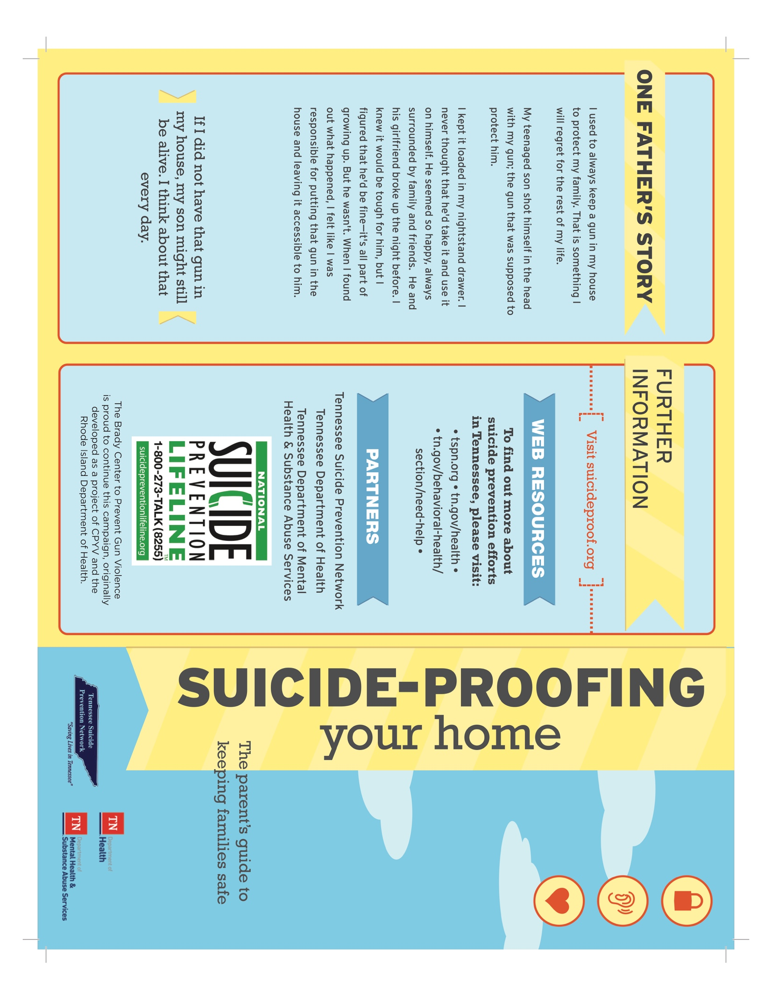 ONE FATHER'S STORY
I used to always keep a gun in my house
to protect my family. That is something I
will regret for the rest of my life.
My teenaged son shot himself in the head
with my gun; the gun that was supposed to
protect him.
I kept it loaded in my nightstand drawer. I
never thought that he'd take it and use it
on himself. He seemed so happy, always
surrounded by family and friends. He and
his girlfriend broke up the night before. I
knew it would be tough for him, but I
figured that he'd be fine—it's all part of
growing up. But he wasn't. When I found
out what happened, I felt like I was
responsible for putting that gun in the
house and leaving it accessible to him.
If I did not have that gun in
my house, my son might still
be alive. I think about that
every day.
FURTHER
INFORMATION
Visit suicideproof.org
WEB RESOURCES
To find out more about
suicide prevention efforts
in Tennessee, please visit:
• tspn.org • tn.gov/health •
• tn.gov/behavioral-health/
section/need-help •
PARTNERS
Tennessee Suicide Prevention Network
Tennessee Department of Health
Tennessee Department of Mental
Health & Substance Abuse Services
NATIONAL
SUICIDE
PREVENTION
LIFELINE™
1-800-273-TALK (8255)
suicidepreventionlifeline.org
The Brady Center to Prevent Gun Violence
is proud to continue this campaign, originally
developed as a project of CPYV and the
Rhode Island Department of Health.
SUICIDE-PROOFING
your home
The parent's guide to
keeping families safe
Tennessee Suicide
Prevention Network
"Saving Lives in Tennessee"
TN
Department of
Health
TN
Department of
Mental Health &
Substance Abuse Services